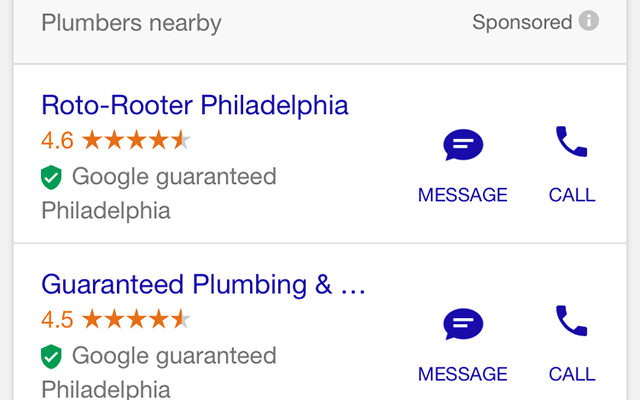 Plumbers nearby Sponsored
Roto-Rooter Philadelphia
4.6
Google guaranteed
Philadelphia
MESSAGE CALL
Guaranteed Plumbing & …
4.5
Google guaranteed
Philadelphia
MESSAGE CALL